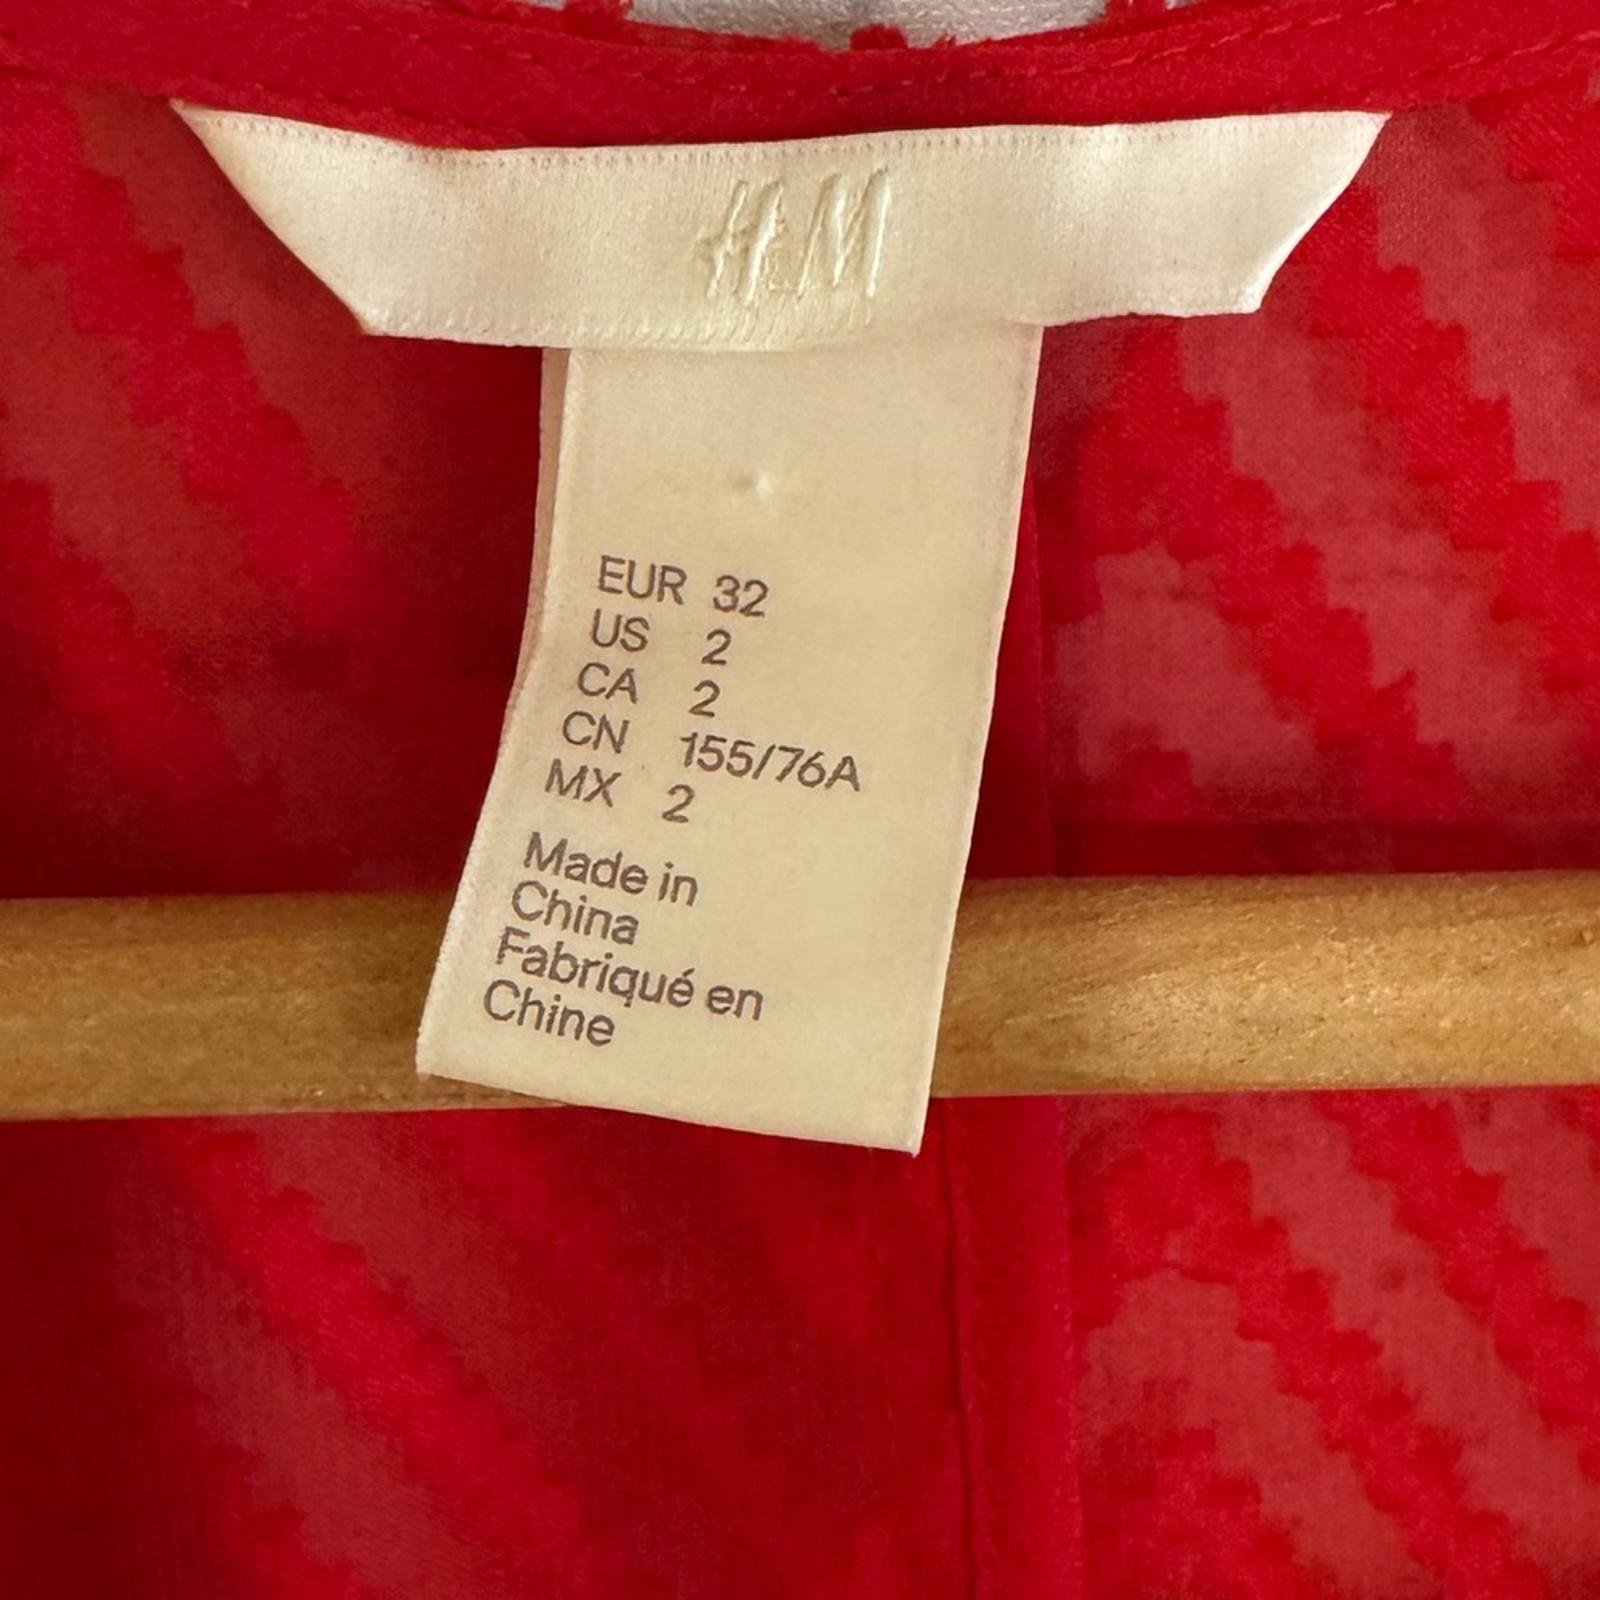 H&M
EUR 32
US 2
CA 2
CN 155/76A
MX 2
Made in
China
Fabriqué en
Chine